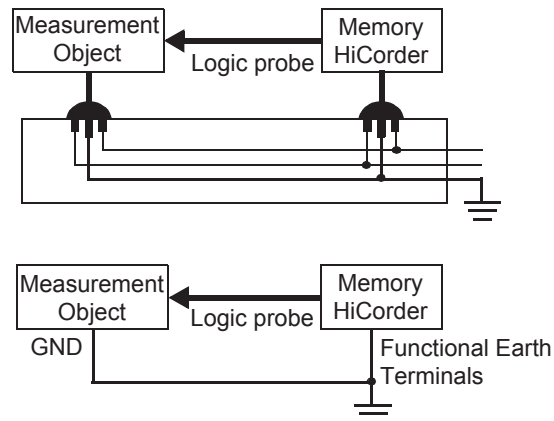 Measurement
Object
Logic probe
Memory
HiCorder
Measurement
Object
Logic probe
Memory
HiCorder
GND
Functional Earth
Terminals